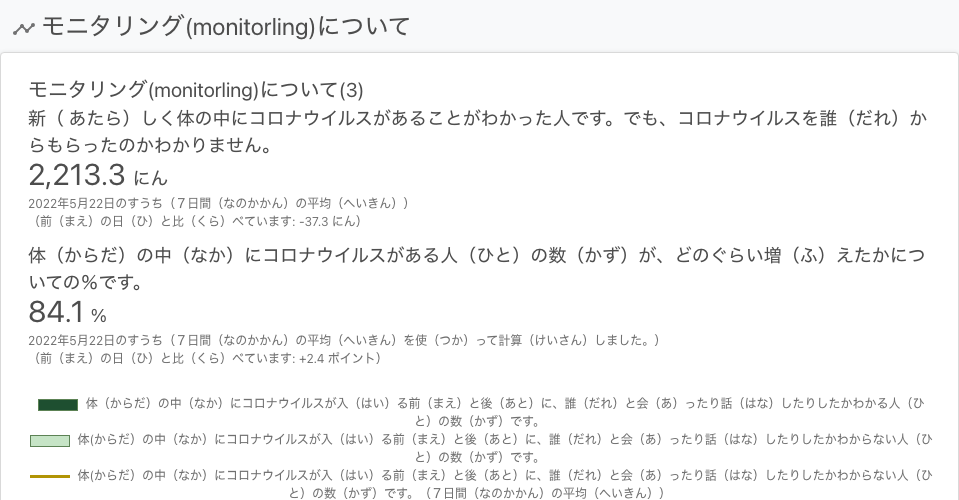 モニタリング(monitorling)について
モニタリング(monitorling)について(3)
新（ あたら）しく体の中にコロナウイルスがあることがわかった人です。でも、コロナウイルスを誰（だれ）か
らもらったのかわかりません。
2,213.3 にん
2022年5月22日のすうち（７日間（なのかかん）の平均（へいきん））
（前（まえ）の日（ひ）と比（くら）べています: -37.3 にん）
体（からだ）の中（なか）にコロナウイルスがある人（ひと）の数（かず）が、どのぐらい増（ふ）えたかにつ
いての%です。
84.1 %
2022年5月22日のすうち（７日間（なのかかん）の平均（へいきん）を使（つか）って計算（けいさん）しました。）
（前（まえ）の日（ひ）と比（くら）べています: +2.4 ポイント）
体（からだ）の中（なか）にコロナウイルスが入（はい）る前（まえ）と後（あと）に、誰（だれ）と会（あ）ったり話（はな）したりしたかわかる人（ひ
と）の数（かず）です。
体(からだ）の中（なか）にコロナウイルスが入（はい）る前（まえ）と後（あと）に、誰（だれ）と会（あ）ったり話（はな）したりしたかわからない人（ひ
と）の数（かず）です。
体(からだ）の中（なか）にコロナウイルスが入（はい）る前（まえ）と後（あと）に、誰（だれ）と会（あ）ったり話（はな）したりしたかわからない人（ひ
と）の数（かず）です。（７日間（なのかかん）の平均（へいきん））